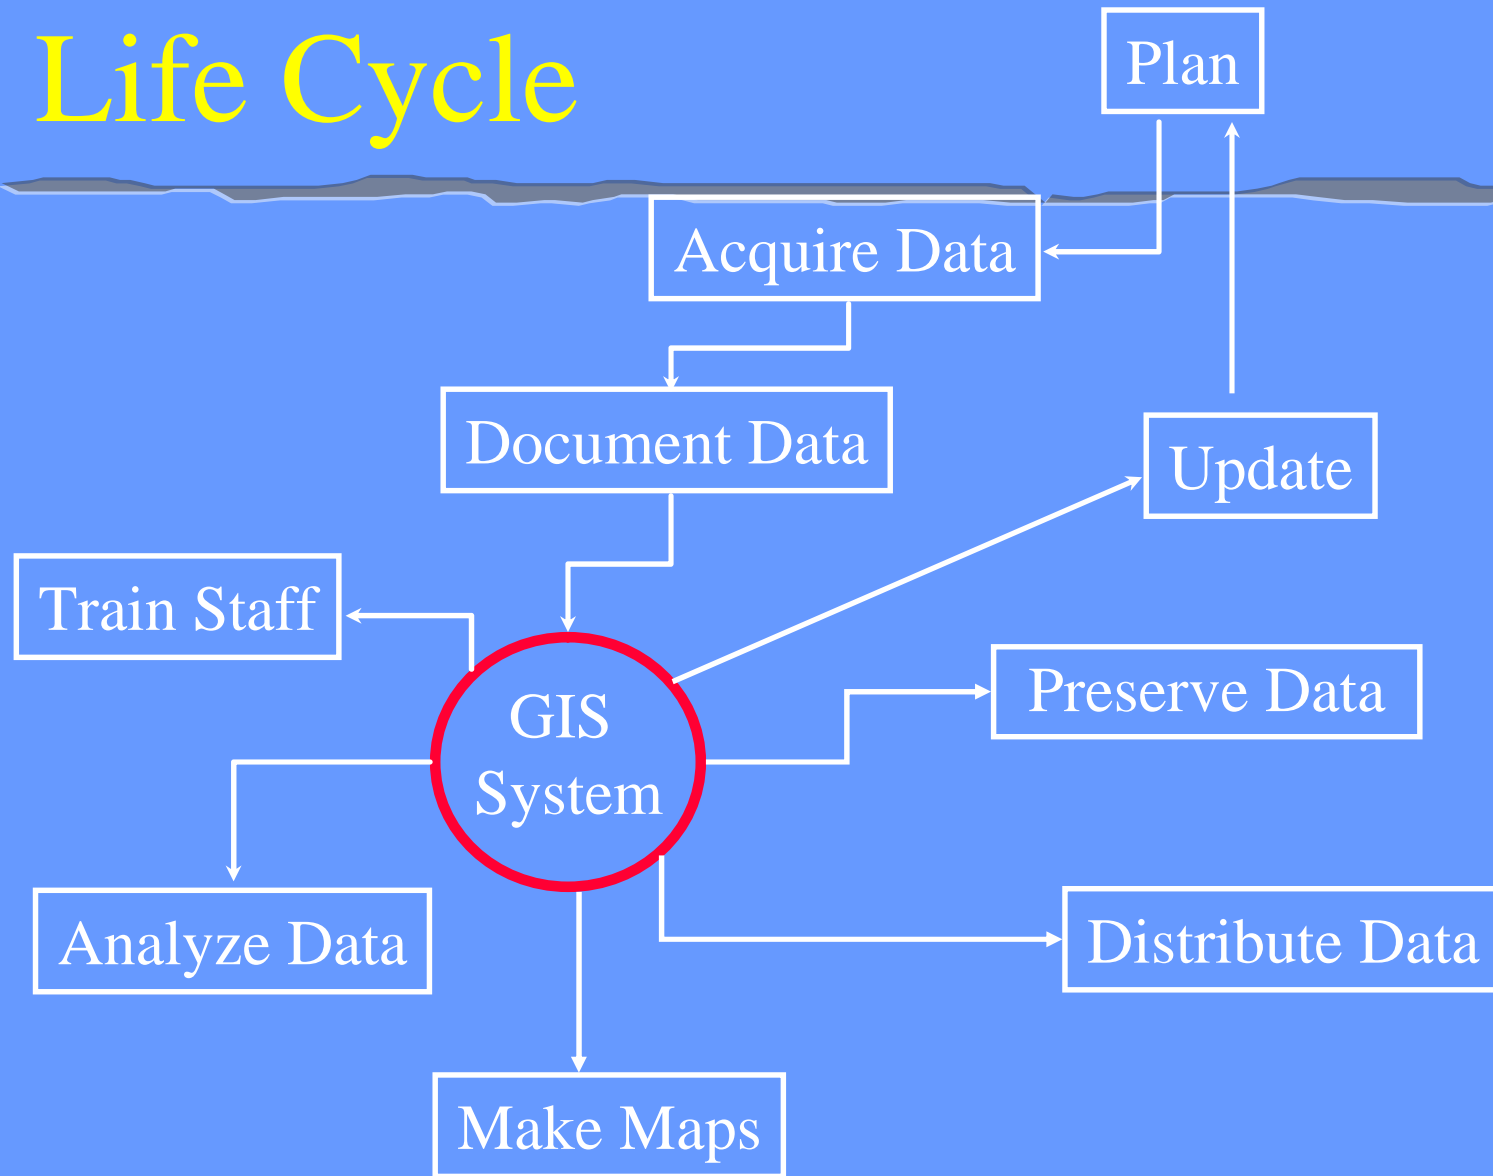 Life Cycle
Plan
Acquire Data
Document Data
Update
Train Staff
Preserve Data
GIS
System
Analyze Data
Distribute Data
Make Maps